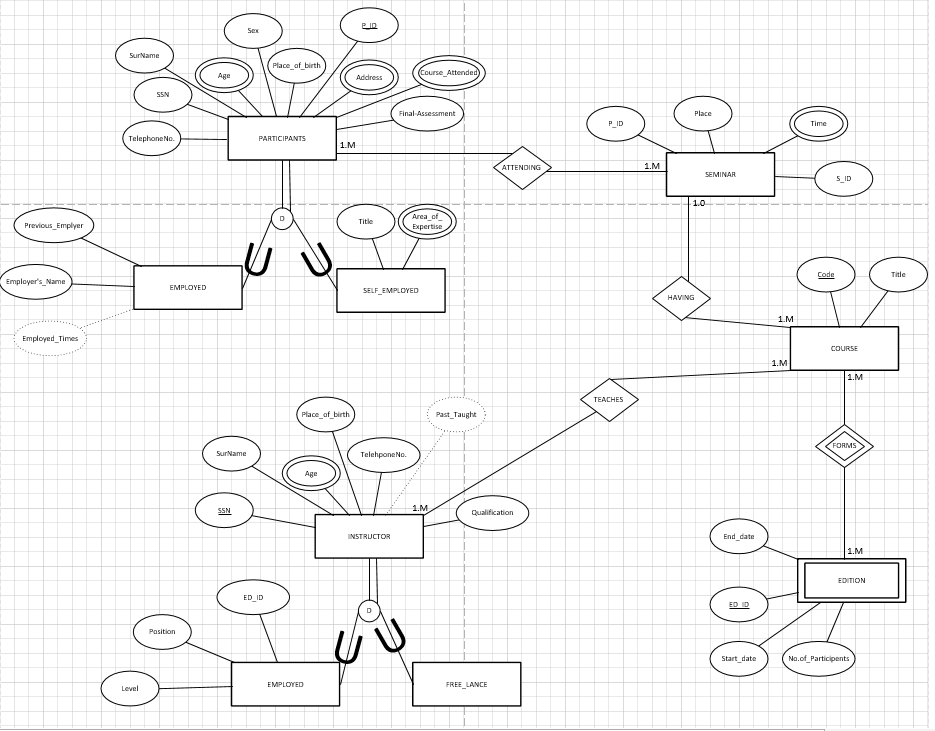 Sex
P_ID
SurName
Age
Place_of_birth
Address
Course_Attended
SSN
Final-Assessment
TelephoneNo.
PARTICIPANTS
1.M
P_ID
Place
Time
ATTENDING
1.M
SEMINAR
S_ID
1.0
Previous_Emplyer
D
Title
Area_of_
Expertise
Employer's_Name
EMPLOYED
SELF_EMPLOYED
Employed_Times
HAVING
Code
Title
1.M
COURSE
1.M
1.M
TEACHES
Place_of_birth
Past_Taught
SurName
Age
TelehponeNo.
FORMS
SSN
1.M
Qualification
INSTRUCTOR
End_date
1.M
EDITION
ED_ID
ED_ID
D
Position
Start_date
No.of_Participents
Level
EMPLOYED
FREE_LANCE